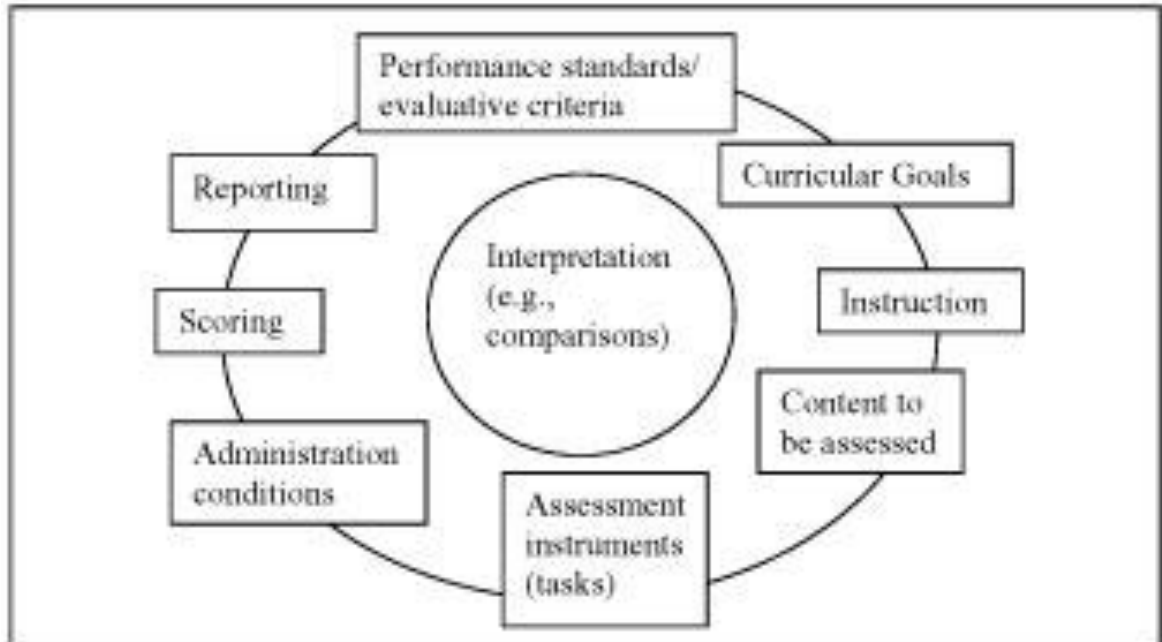 Performance standards/
evaluative criteria
Curricular Goals
Instruction
Content to
be assessed
Assessment
instruments
(tasks)
Administration
conditions
Scoring
Reporting
Interpretation
(e.g.,
comparisons)